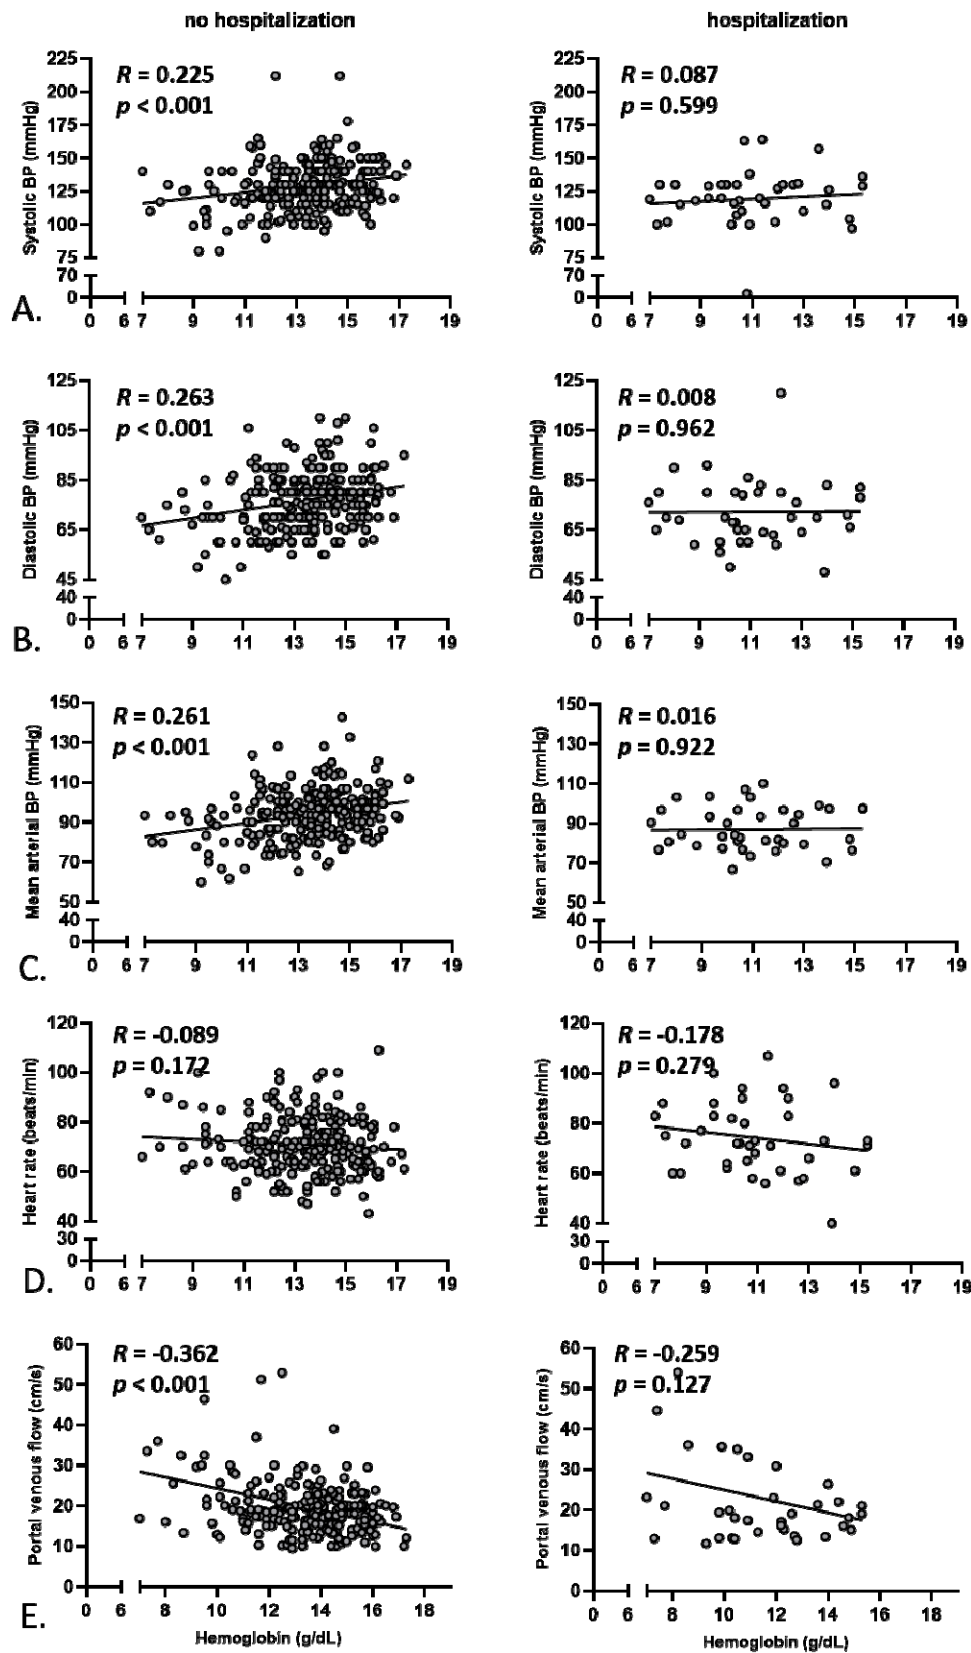 no hospitalization
hospitalization
A.
Systolic BP (mmHg)
225
200
175
150
125
100
75
70
0
R = 0.225
p < 0.001
0 6 7 9 11 13 15 17 19
Systolic BP (mmHg)
225
200
175
150
125
100
75
70
0
R = 0.087
p = 0.599
0 6 7 9 11 13 15 17 19
B.
Diastolic BP (mmHg)
125
105
85
65
45
40
0
R = 0.263
p < 0.001
0 6 7 9 11 13 15 17 19
Diastolic BP (mmHg)
125
105
85
65
45
40
0
R = 0.008
p = 0.962
0 6 7 9 11 13 15 17 19
C.
Mean arterial BP (mmHg)
150
130
110
90
70
50
40
0
R = 0.261
p < 0.001
0 6 7 9 11 13 15 17 19
Mean arterial BP (mmHg)
150
130
110
90
70
50
40
0
R = 0.016
p = 0.922
0 6 7 9 11 13 15 17 19
D.
Heart rate (beats/min)
120
100
80
60
40
30
0
R = -0.089
p = 0.172
0 6 7 9 11 13 15 17 19
Heart rate (beats/min)
120
100
80
60
40
30
0
R = -0.178
p = 0.279
0 6 7 9 11 13 15 17 19
E.
Portal venous flow (cm/s)
60
50
40
30
20
10
0
R = -0.362
p < 0.001
0 6 8 10 12 14 16 18
Hemoglobin (g/dL)
Portal venous flow (cm/s)
60
50
40
30
20
10
0
R = -0.259
p = 0.127
0 6 8 10 12 14 16 18
Hemoglobin (g/dL)